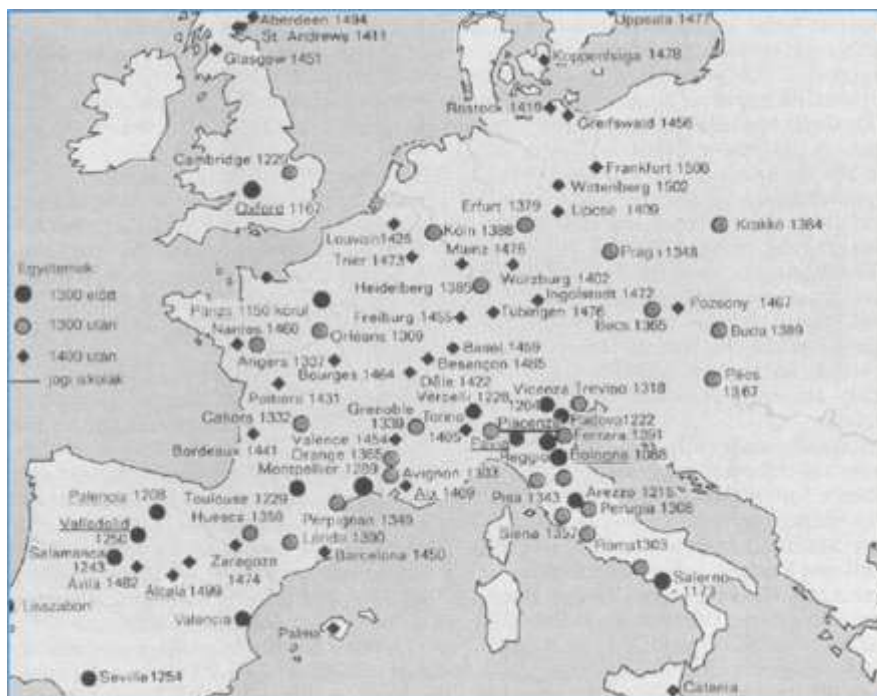 Aberdeen 1494
St. Andrews 1411
Glasgow 1451
Uppsala 1477
Koppenhága 1478
Rostock 1419
Greifswald 1456
Cambridge 1229
Oxford 1167
Frankfurt 1506
Wittenberg 1502
Lipcse 1409
Erfurt 1379
Krakkó 1364
Louvain 1425
Köln 1388
Prága 1348
Trier 1473
Mainz 1476
Würzburg 1402
Heidelberg 1385
Ingolstadt 1472
Párizs 1150 körül
Freiburg 1455
Tübingen 1476
Pozsony 1467
Bécs 1365
Buda 1389
Nantes 1460
Orléans 1309
Basel 1459
Angers 1337
Besançon 1485
Bourges 1464
Dôle 1422
Pécs
1367
Poitiers 1431
Vercelli 1228
Vicenza
1204
Treviso 1318
Cahors 1332
Grenoble
1339
Torino
1405
Piacenza
Padova 1222
Bordeaux 1441
Valence 1454
Pavia
Ferrara 1391
Orange 1365
Reggio
Bologna 1088
Montpellier 1289
Avignon 1303
Palencia 1208
Toulouse 1229
Aix 1409
Pisa 1343
Arezzo 1215
Valladolid
1250
Huesca 1359
Perpignan 1349
Perugia 1308
Lérida 1300
Siena 1357
Roma 1303
Salamanca
1243
Zaragoza
1474
Barcelona 1450
Ávila 1482
Alcala 1499
Salerno
1173
Lisszabon
Valencia
Palma
Seville 1254
Catania
Egyetemek:
1300 előtt
1300 után
1400 után
jogi iskolák